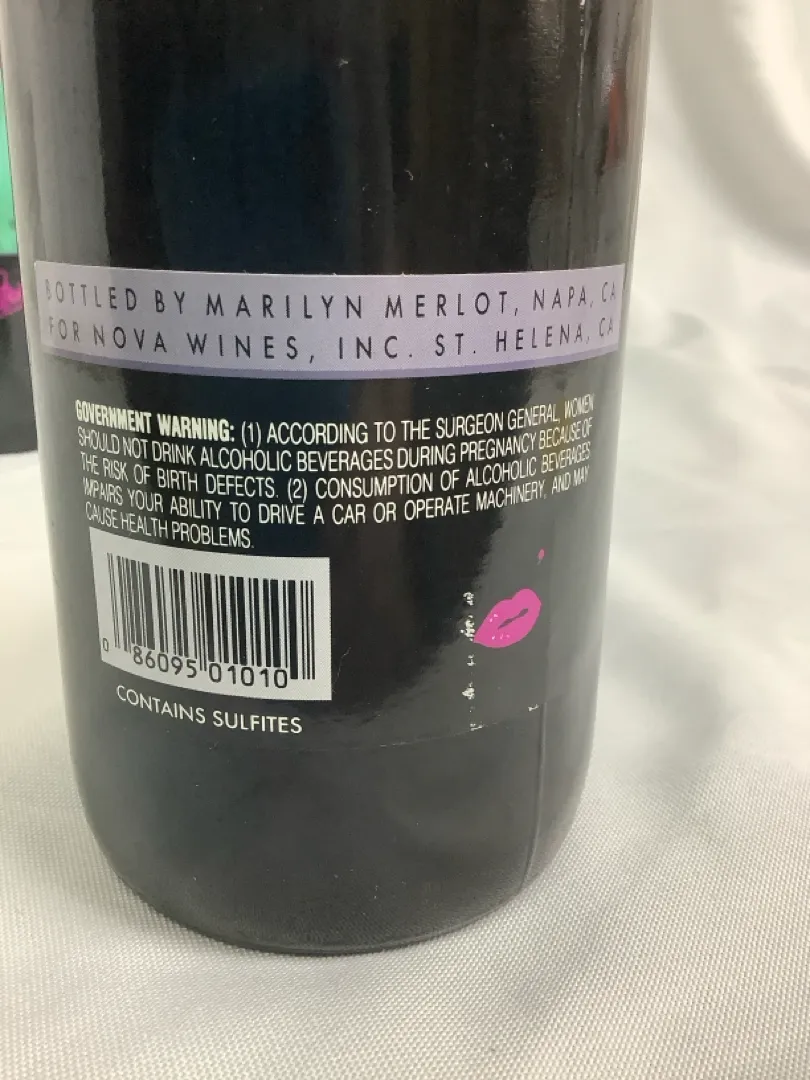 BOTTLED BY MARILYN MERLOT, NAPA, CA
FOR NOVA WINES, INC. ST. HELENA, CA
GOVERNMENT WARNING: (1) ACCORDING TO THE SURGEON GENERAL, WOMEN
SHOULD NOT DRINK ALCOHOLIC BEVERAGES DURING PREGNANCY BECAUSE OF
THE RISK OF BIRTH DEFECTS. (2) CONSUMPTION OF ALCOHOLIC BEVERAGES
IMPAIRS YOUR ABILITY TO DRIVE A CAR OR OPERATE MACHINERY, AND MAY
CAUSE HEALTH PROBLEMS.
0 86095 01010
CONTAINS SULFITES